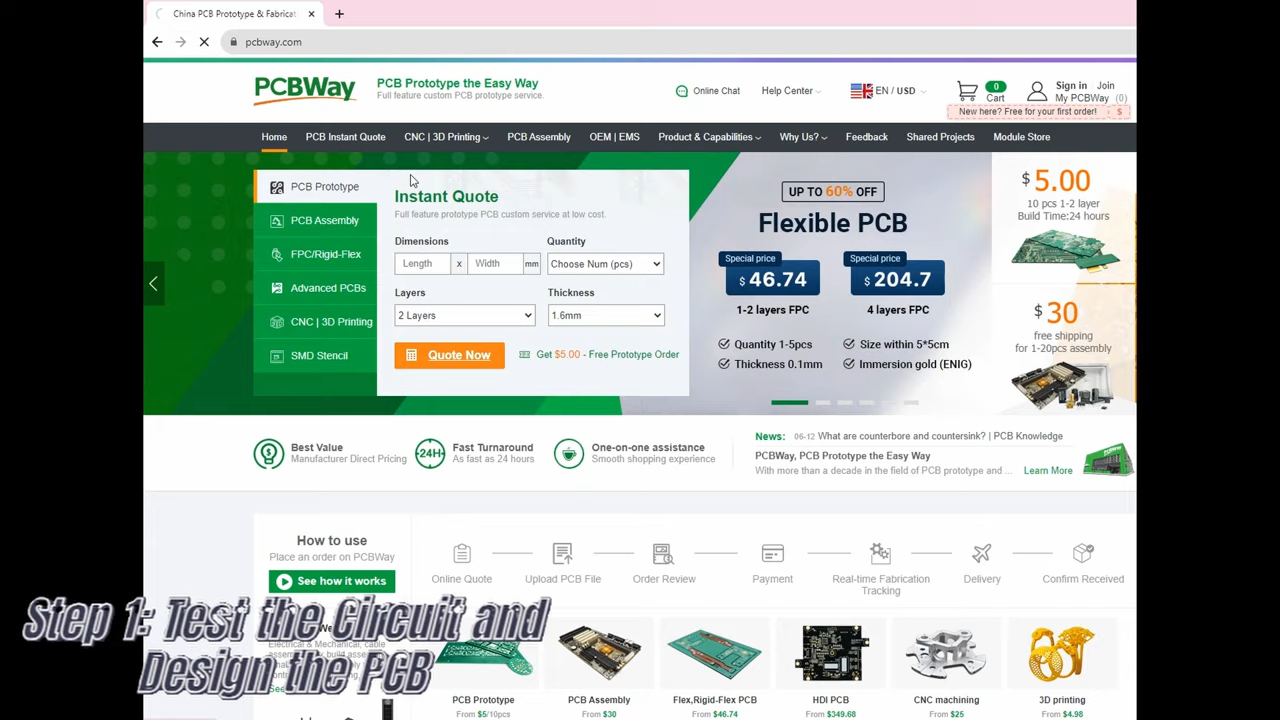 China PCB Prototype & Fabricat
pcbway.com
PCBWay
PCB Prototype the Easy Way
Full feature custom PCB prototype service.
Online Chat
Help Center
EN / USD
0
Cart
Sign in Join
My PCBWay (0)
New here? Free for your first order! $
Home PCB Instant Quote CNC | 3D Printing PCB Assembly OEM | EMS Product & Capabilities Why Us? Feedback Shared Projects Module Store
PCB Prototype
PCB Assembly
FPC/Rigid-Flex
Advanced PCBs
CNC | 3D Printing
SMD Stencil
Instant Quote
Full feature prototype PCB custom service at low cost.
Dimensions Quantity
Length x Width mm Choose Num (pcs)
Layers Thickness
2 Layers 1.6mm
Quote Now Get $5.00 - Free Prototype Order
UP TO 60% OFF
Flexible PCB
Special price Special price
$ 46.74 $ 204.7
1-2 layers FPC 4 layers FPC
Quantity 1-5pcs Size within 5*5cm
Thickness 0.1mm Immersion gold (ENIG)
$ 5.00
10 pcs 1-2 layer
Build Time:24 hours
$ 30
free shipping
for 1-20pcs assembly
Best Value
Manufacturer Direct Pricing
24H
Fast Turnaround
As fast as 24 hours
One-on-one assistance
Smooth shopping experience
News: 06-12 What are counterbore and countersink? | PCB Knowledge
PCBWay, PCB Prototype the Easy Way
With more than a decade in the field of PCB prototype and ... Learn More
How to use
Place an order on PCBWay
See how it works
Online Quote Upload PCB File Order Review Payment Real-time Fabrication Delivery Confirm Received
Tracking
Step 1: Test the Circuit and
Design the PCB
Electrical & Mechanical, cable
PCB Prototype PCB Assembly Flex,Rigid-Flex PCB HDI PCB CNC machining 3D printing
From $5/10pcs From $30 From $46.74 From $349.68 From $25 From $4.98